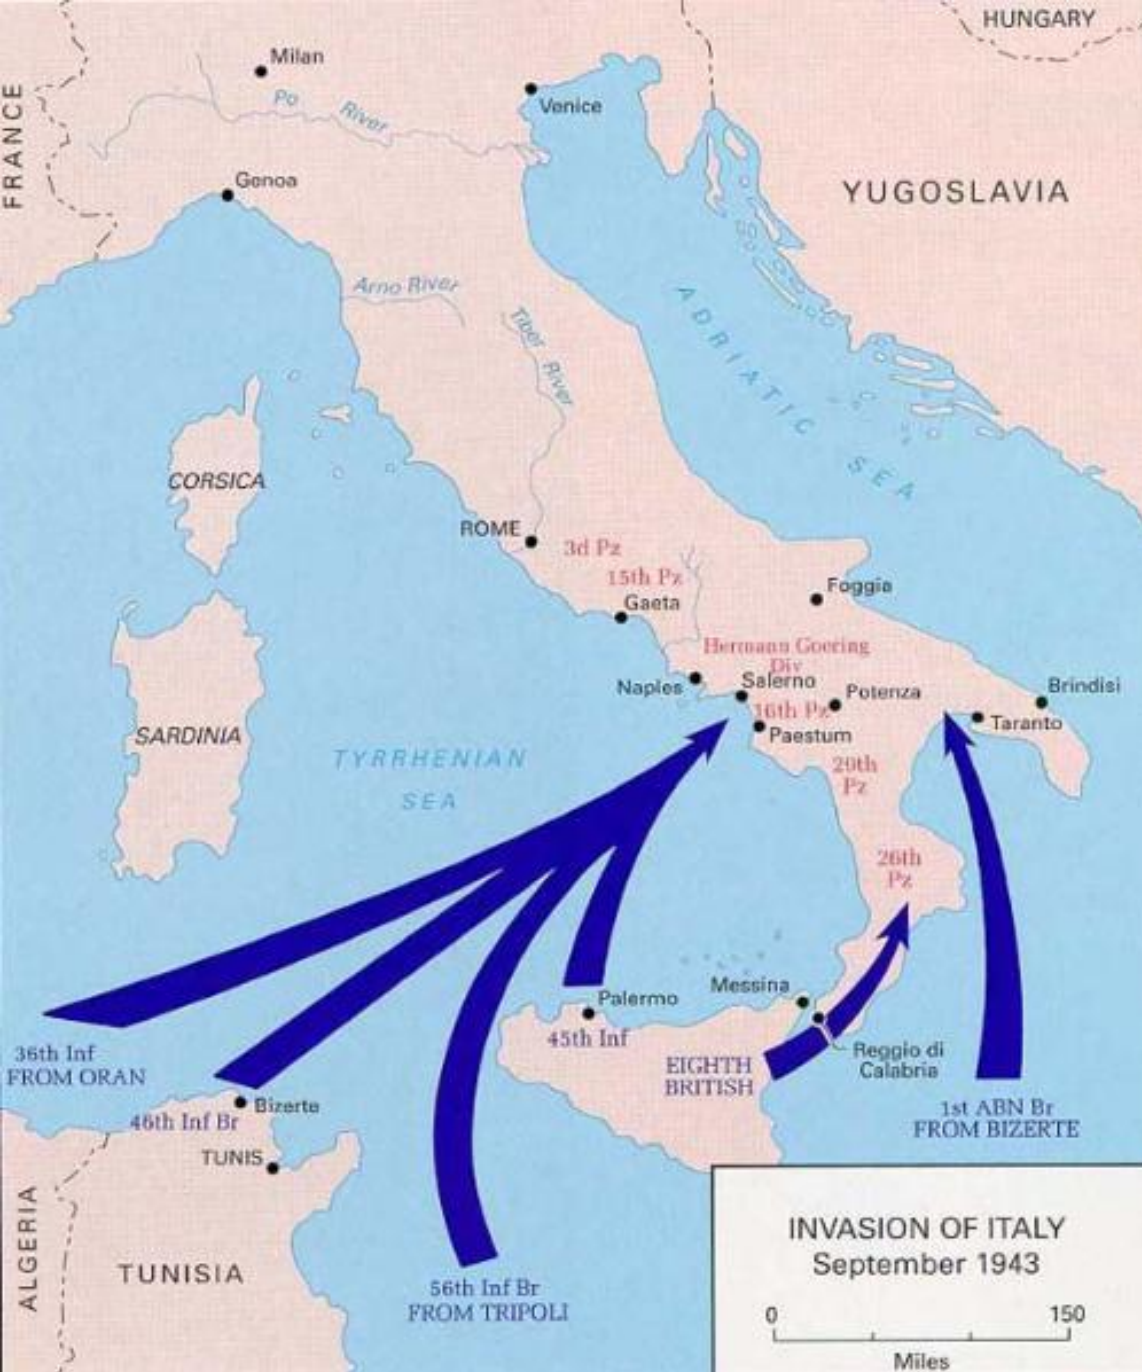 HUNGARY
Milan
Po River
Venice
FRANCE
Genoa
YUGOSLAVIA
Arno River
Tiber River
ADRIATIC SEA
CORSICA
ROME
3d Pz
15th Pz
Gaeta
Foggia
Hermann Goering
Div
Naples
Salerno
Potenza
Brindisi
16th Pz
Paestum
Taranto
SARDINIA
TYRRHENIAN
SEA
29th
Pz
26th
Pz
Messina
Palermo
45th Inf
Reggio di
Calabria
EIGHTH
BRITISH
36th Inf
FROM ORAN
Bizerte
46th Inf Br
TUNIS
1st ABN Br
FROM BIZERTE
ALGERIA
TUNISIA
56th Inf Br
FROM TRIPOLI
INVASION OF ITALY
September 1943
0 150
Miles